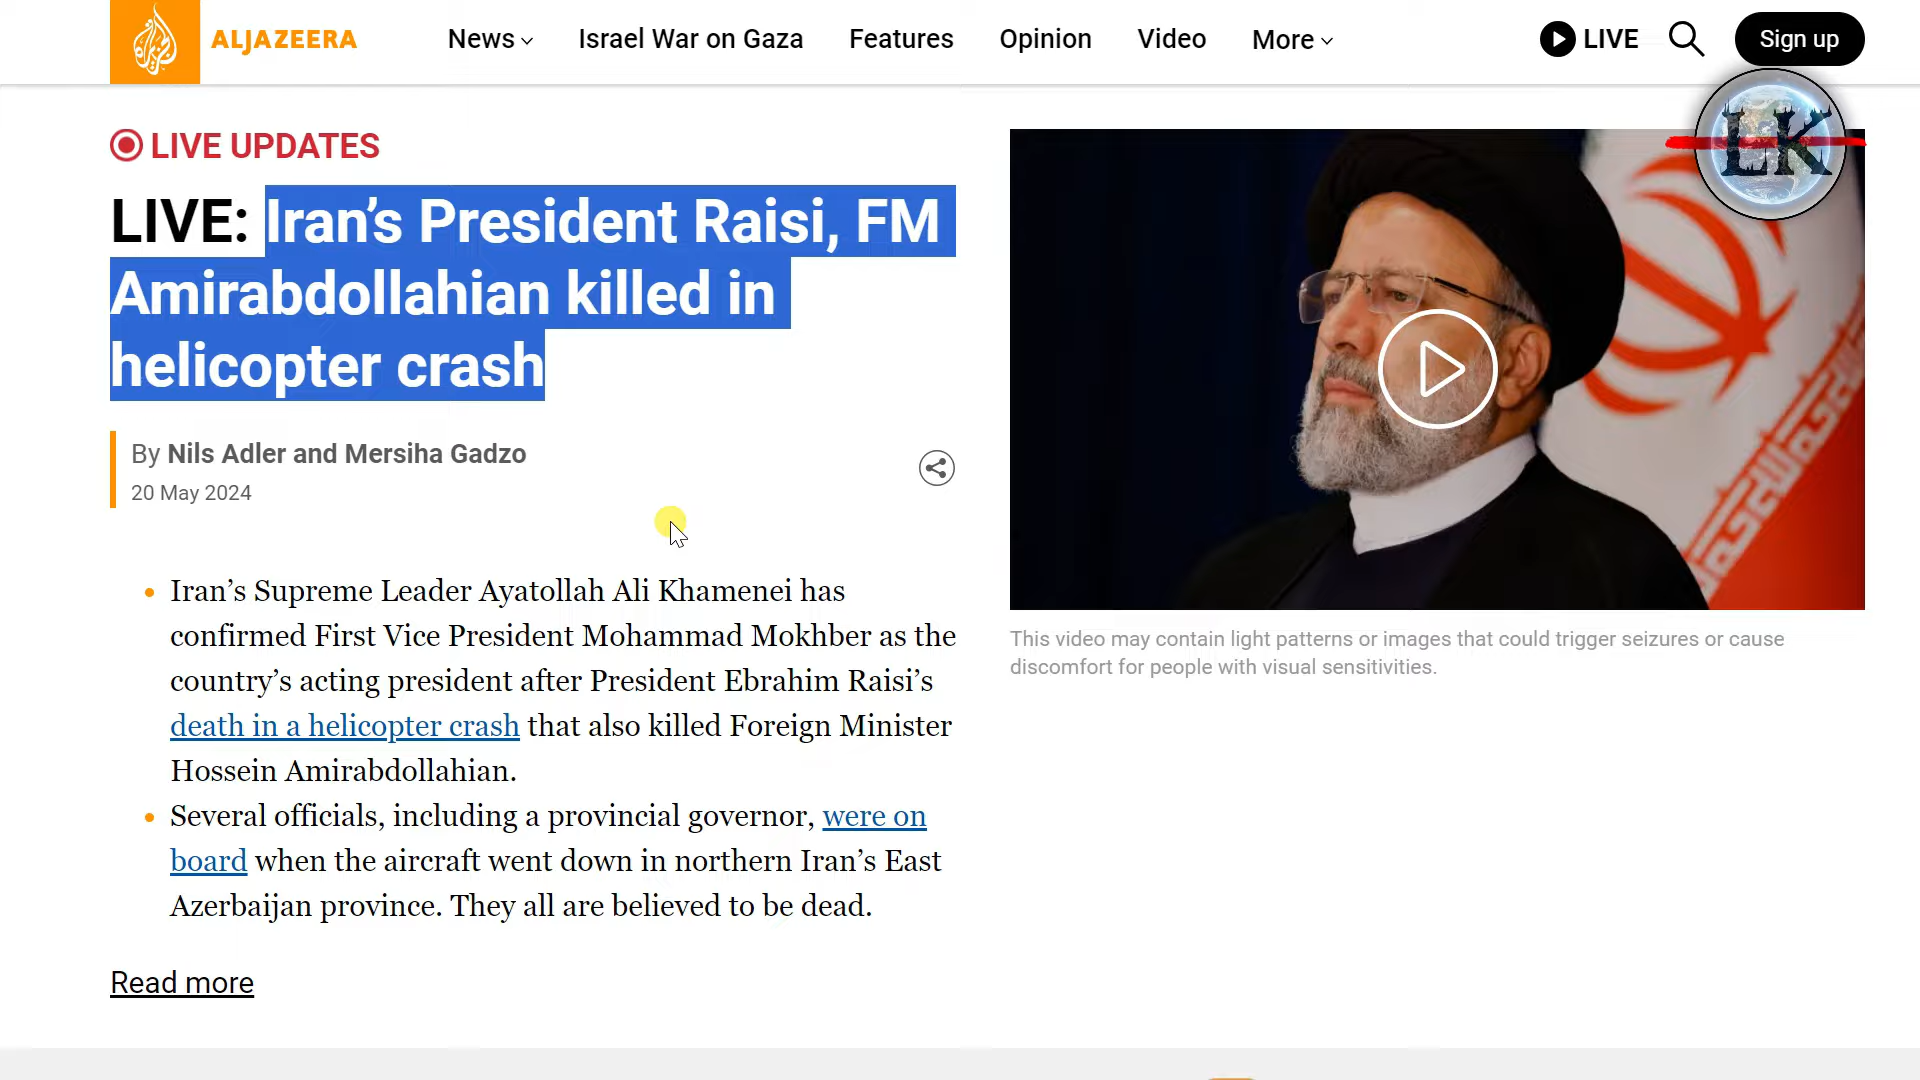 ALJAZEERA
News
Israel War on Gaza
Features
Opinion
Video
More
LIVE
Sign up
LK
LIVE UPDATES
LIVE: Iran’s President Raisi, FM
Amirabdollahian killed in
helicopter crash
By Nils Adler and Mersiha Gadzo
20 May 2024
Iran’s Supreme Leader Ayatollah Ali Khamenei has
confirmed First Vice President Mohammad Mokhber as the
country’s acting president after President Ebrahim Raisi’s
death in a helicopter crash that also killed Foreign Minister
Hossein Amirabdollahian.
Several officials, including a provincial governor, were on
board when the aircraft went down in northern Iran’s East
Azerbaijan province. They all are believed to be dead.
Read more
This video may contain light patterns or images that could trigger seizures or cause
discomfort for people with visual sensitivities.